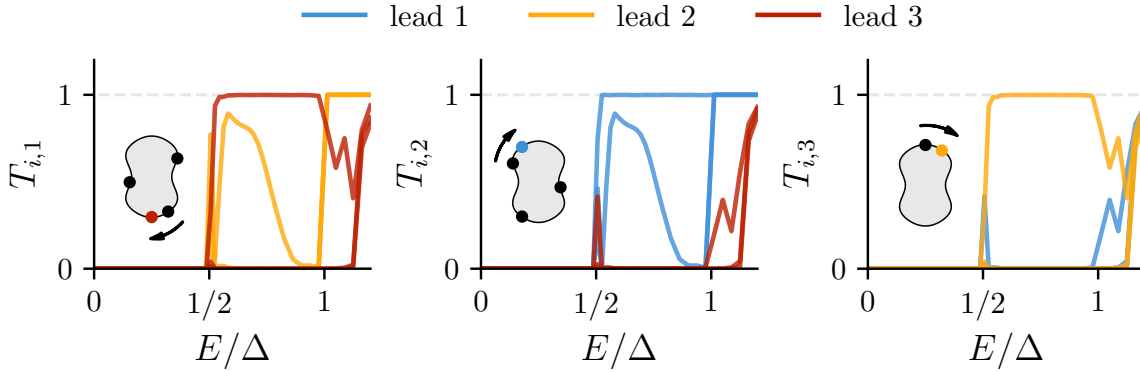 lead 1 lead 2 lead 3
T_{i,1} 1 0 0 1/2 1 E/Δ
T_{i,2} 1 0 0 1/2 1 E/Δ
T_{i,3} 1 0 0 1/2 1 E/Δ